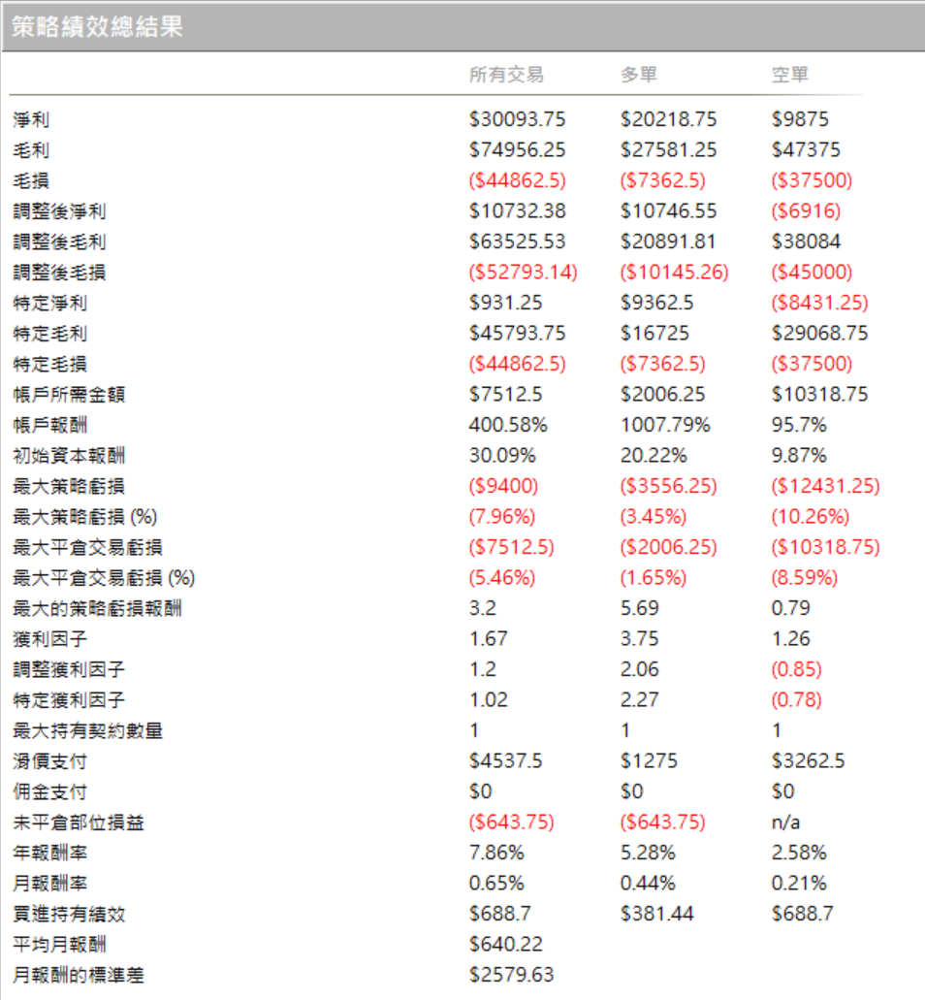 策略績效總結果
所有交易 多單 空單
淨利 $30093.75 $20218.75 $9875
毛利 $74956.25 $27581.25 $47375
毛損 ($44862.5) ($7362.5) ($37500)
調整後淨利 $10732.38 $10746.55 ($6916)
調整後毛利 $63525.53 $20891.81 $38084
調整後毛損 ($52793.14) ($10145.26) ($45000)
特定淨利 $931.25 $9362.5 ($8431.25)
特定毛利 $45793.75 $16725 $29068.75
特定毛損 ($44862.5) ($7362.5) ($37500)
帳戶所需金額 $7512.5 $2006.25 $10318.75
帳戶報酬 400.58% 1007.79% 95.7%
初始資本報酬 30.09% 20.22% 9.87%
最大策略虧損 ($9400) ($3556.25) ($12431.25)
最大策略虧損 (%) (7.96%) (3.45%) (10.26%)
最大平倉交易虧損 ($7512.5) ($2006.25) ($10318.75)
最大平倉交易虧損 (%) (5.46%) (1.65%) (8.59%)
最大的策略虧損報酬 3.2 5.69 0.79
獲利因子 1.67 3.75 1.26
調整獲利因子 1.2 2.06 (0.85)
特定獲利因子 1.02 2.27 (0.78)
最大持有契約數量 1 1 1
滑價支付 $4537.5 $1275 $3262.5
佣金支付 $0 $0 $0
未平倉部位損益 ($643.75) ($643.75) n/a
年報酬率 7.86% 5.28% 2.58%
月報酬率 0.65% 0.44% 0.21%
買進持有績效 $688.7 $381.44 $688.7
平均月報酬 $640.22
月報酬的標準差 $2579.63